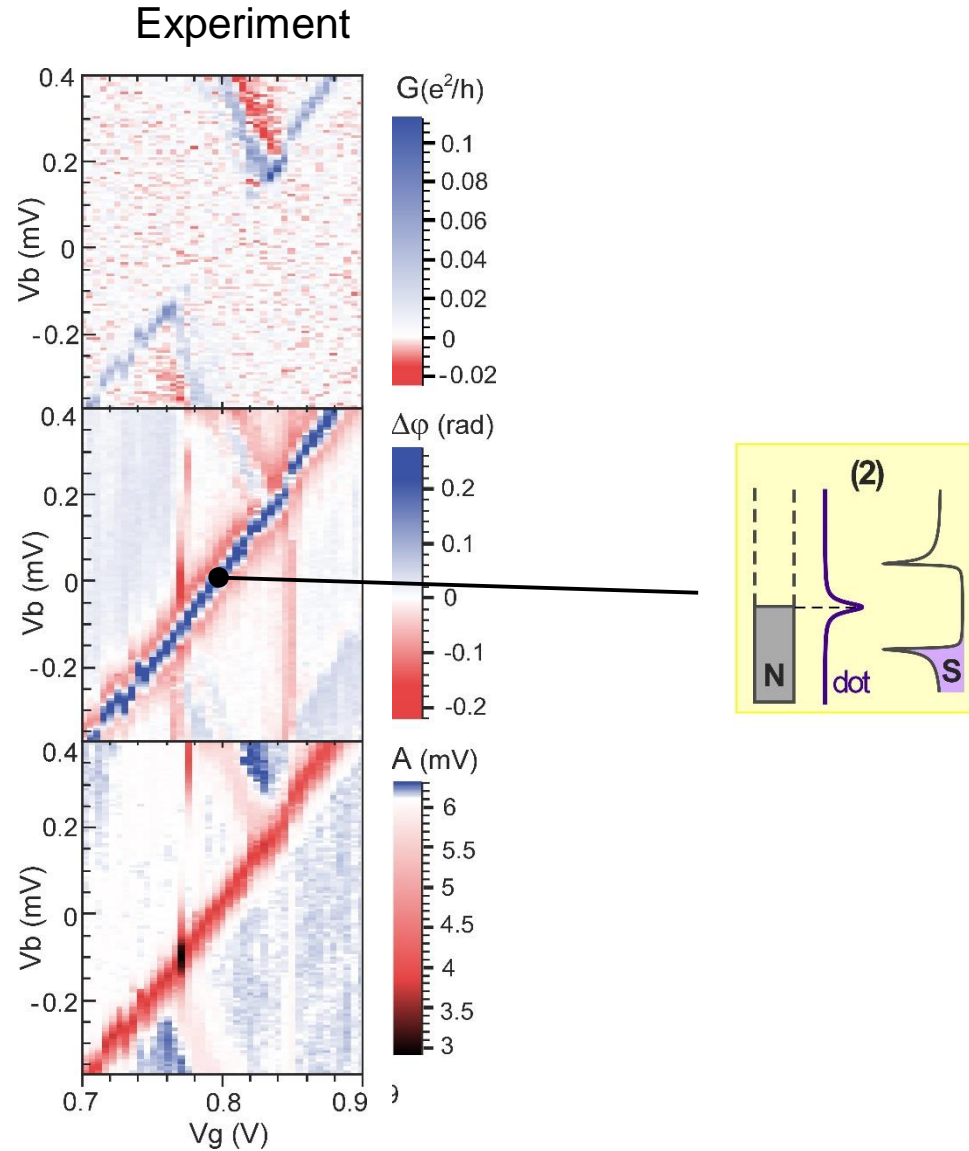 Experiment
G(e²/h)
0.4
0.2
0
-0.2
Vb (mV)
0.1
0.08
0.06
0.04
0.02
0
-0.02
Δφ (rad)
0.4
0.2
0
-0.2
Vb (mV)
0.2
0.1
0
-0.1
-0.2
A (mV)
0.4
0.2
0
-0.2
Vb (mV)
6
5.5
5
4.5
4
3.5
3
0.7 0.8 0.9
Vg (V)
9
(2)
N
dot
S